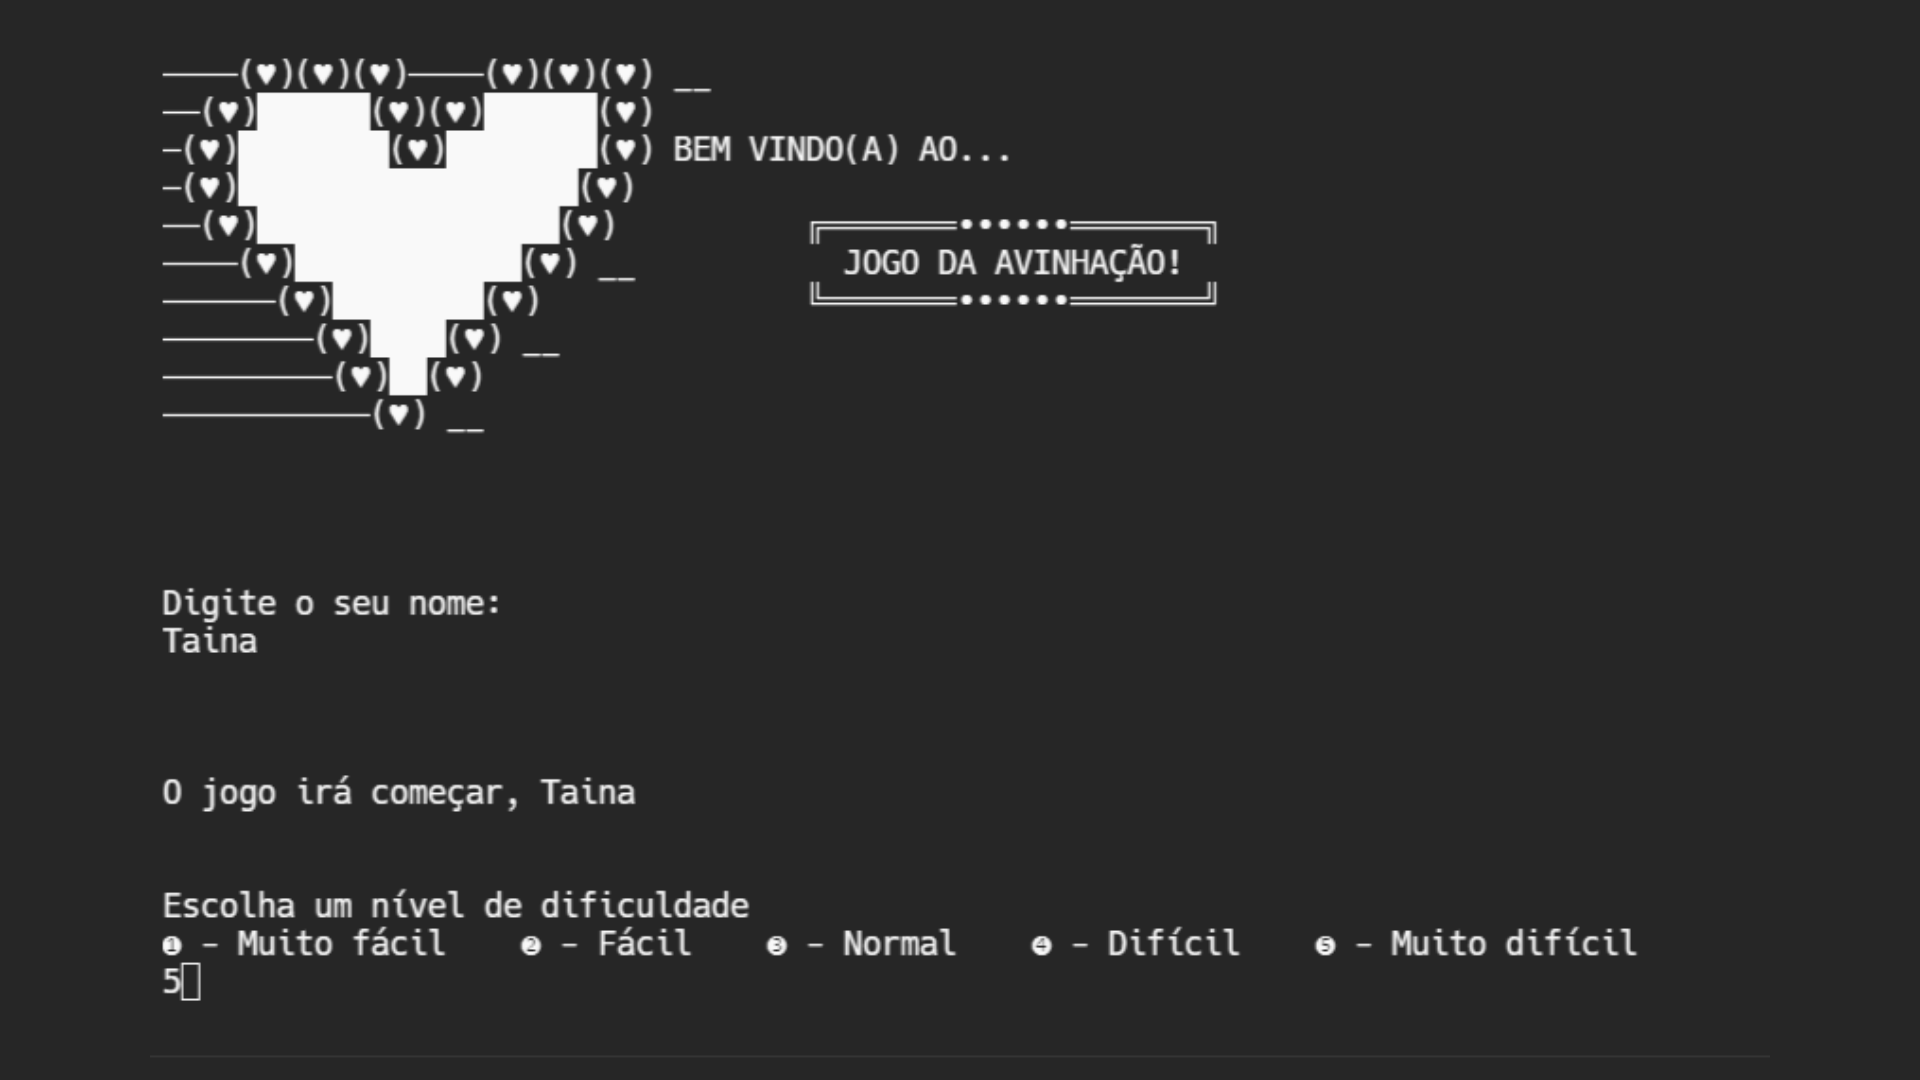 ————(♥)(♥)(♥)————(♥)(♥)(♥) __
——(♥)██████(♥)(♥)██████(♥)
—(♥)████████(♥)████████(♥) BEM VINDO(A) AO...
—(♥)██████████████████(♥)
——(♥)████████████████(♥) ╔═══════••••••═══════╗
————(♥)████████████(♥) __ JOGO DA AVINHAÇÃO!
——————(♥)████████(♥) ╚═══════••••••═══════╝
————————(♥)████(♥) __
—————————(♥)██(♥)
———————————(♥) __
Digite o seu nome:
Taina
O jogo irá começar, Taina
Escolha um nível de dificuldade
❶ - Muito fácil ❷ - Fácil ❸ - Normal ❹ - Difícil ❺ - Muito difícil
5